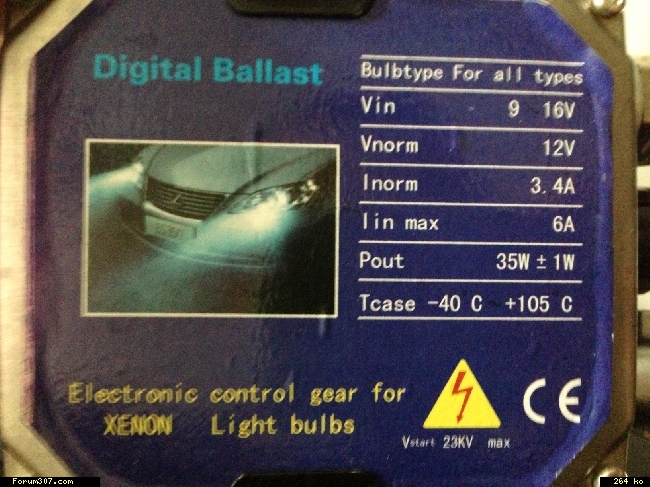 Digital Ballast
Bulbtype For all types
Vin 9 16V
Vnorm 12V
Inorm 3.4A
Iin max 6A
Pout 35W ± 1W
Tcase -40 C +105 C
Electronic control gear for
XENON Light bulbs
Vstart 23KV max
CE
Forum307.com
264 ko